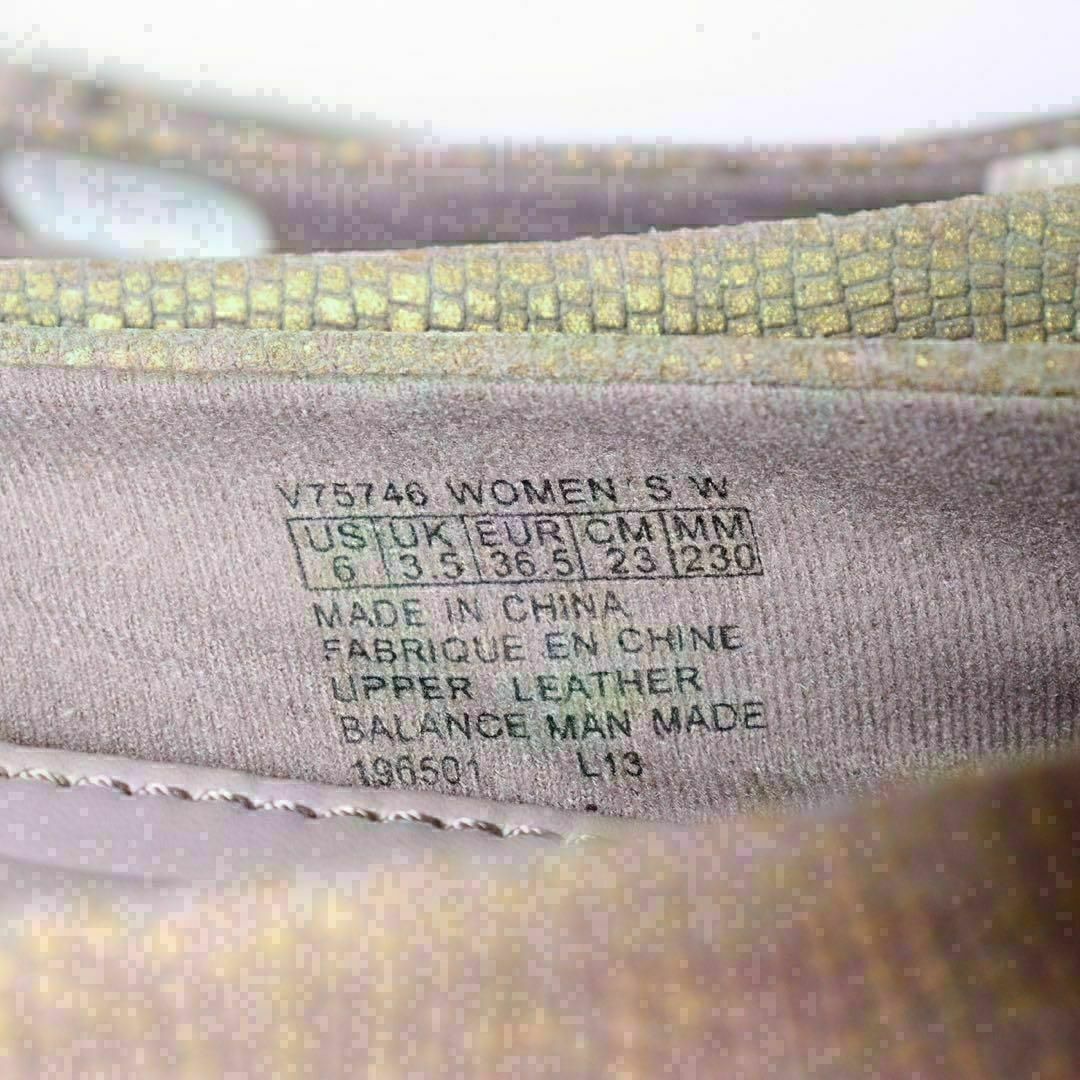 V75746 WOMEN'S W
US UK EUR CM MM
6 3.5 36.5 23 230
MADE IN CHINA
FABRIQUE EN CHINE
UPPER LEATHER
BALANCE MAN MADE
196501 L13